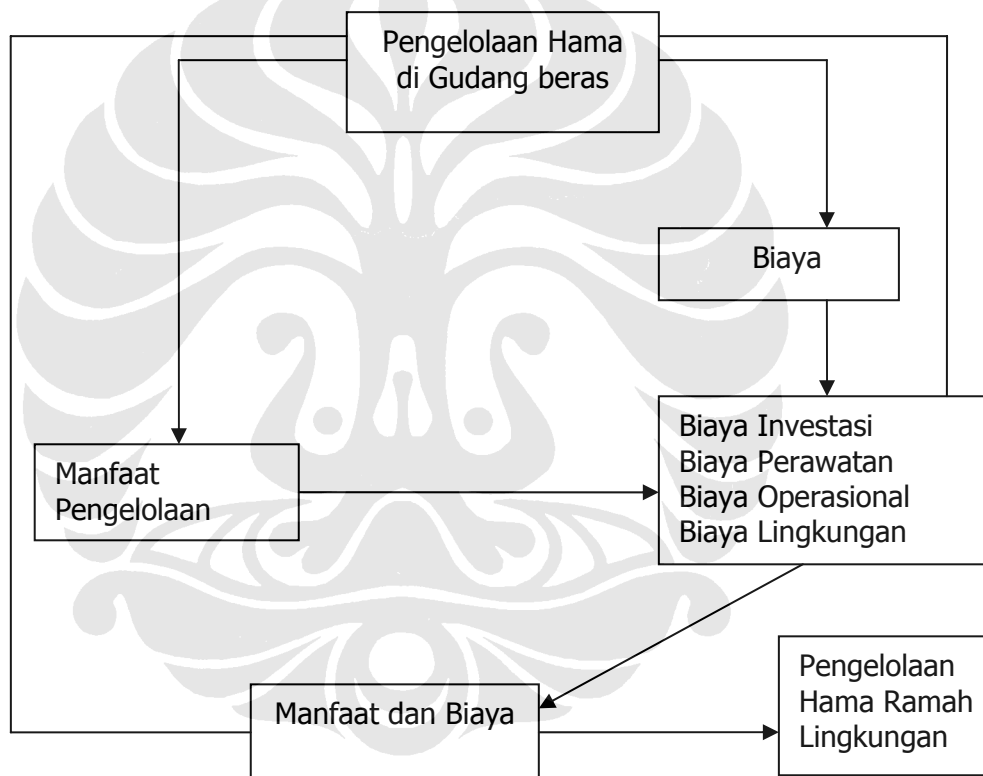 Pengelolaan Hama
di Gudang beras
Biaya
Manfaat
Pengelolaan
Biaya Investasi
Biaya Perawatan
Biaya Operasional
Biaya Lingkungan
Manfaat dan Biaya
Pengelolaan
Hama Ramah
Lingkungan